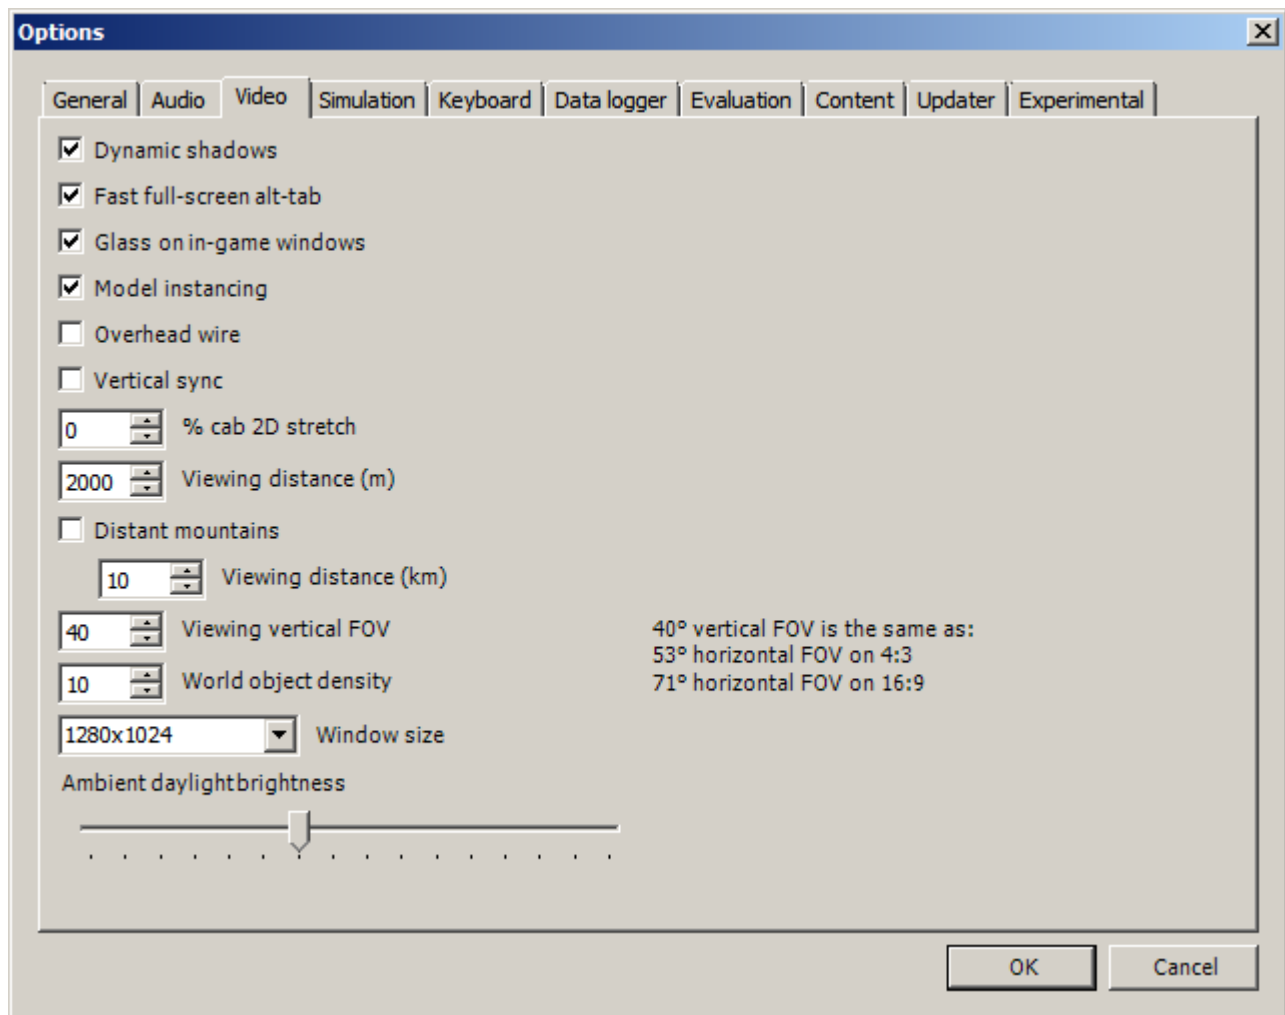 Options
General Audio Video Simulation Keyboard Data logger Evaluation Content Updater Experimental
Dynamic shadows
Fast full-screen alt-tab
Glass on in-game windows
Model instancing
Overhead wire
Vertical sync
0 % cab 2D stretch
2000 Viewing distance (m)
Distant mountains
10 Viewing distance (km)
40 Viewing vertical FOV
40º vertical FOV is the same as:
53º horizontal FOV on 4:3
10 World object density
71º horizontal FOV on 16:9
1280x1024 Window size
Ambient daylight brightness
OK Cancel